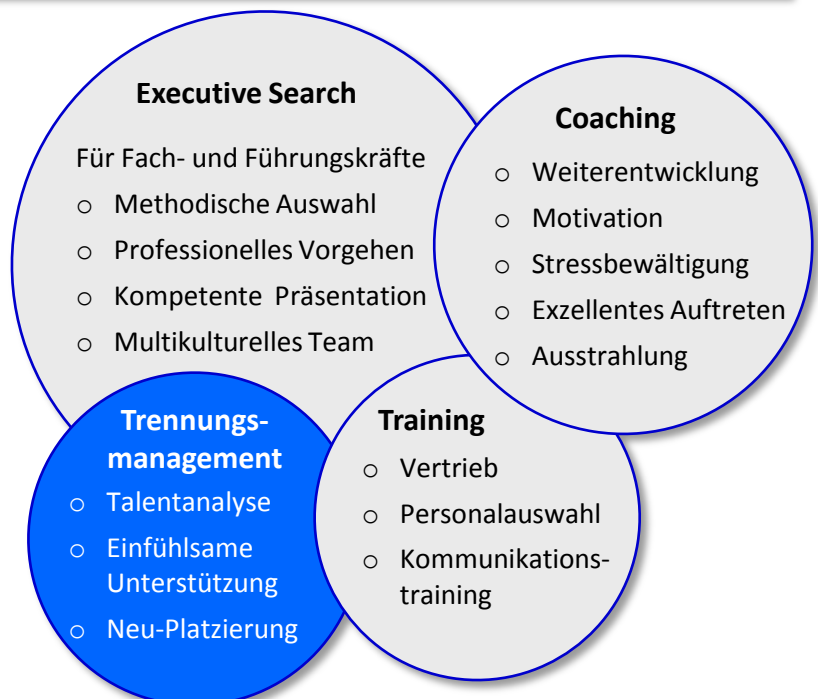 Executive Search
Für Fach- und Führungskräfte
o Methodische Auswahl
o Professionelles Vorgehen
o Kompetente Präsentation
o Multikulturelles Team
Coaching
o Weiterentwicklung
o Motivation
o Stressbewältigung
o Exzellentes Auftreten
o Ausstrahlung
Trennungs-
management
o Talentanalyse
o Einfühlsame
Unterstützung
o Neu-Platzierung
Training
o Vertrieb
o Personalauswahl
o Kommunikations-
training